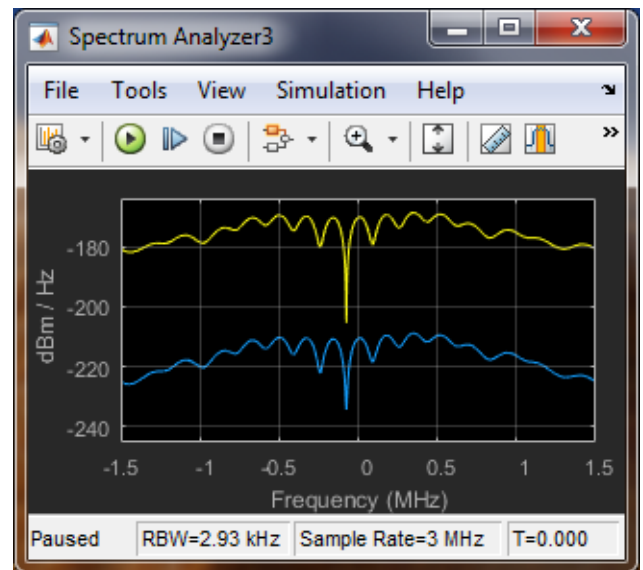 Spectrum Analyzer3
File Tools View Simulation Help
-180
-200
-220
-240
dBm / Hz
-1.5 -1 -0.5 0 0.5 1 1.5
Frequency (MHz)
Paused RBW=2.93 kHz Sample Rate=3 MHz T=0.000